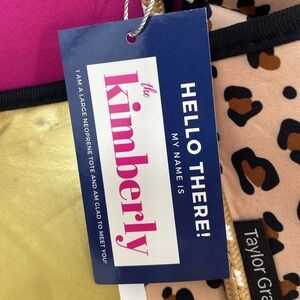 HELLO THERE!
MY NAME IS
the
Kimberly
I AM A LARGE NEOPRENE TOTE AND AM GLAD TO MEET YOU!
Taylor